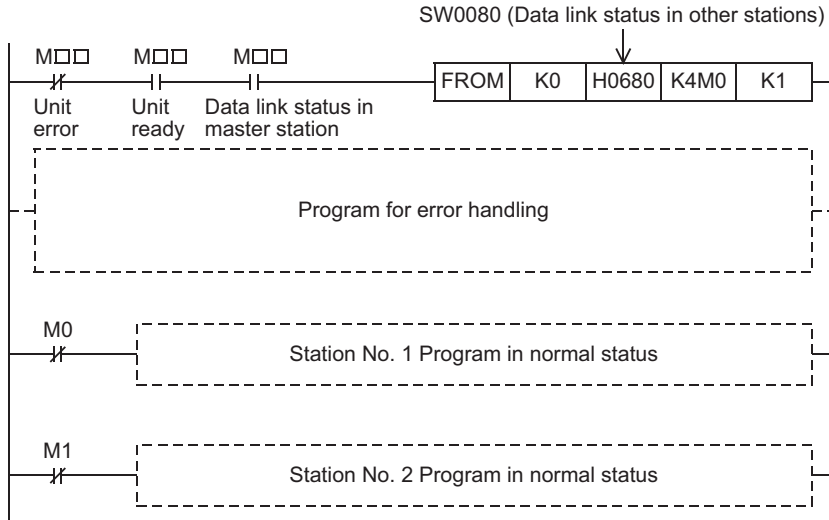 SW0080 (Data link status in other stations)
M□□ M□□ M□□
FROM K0 H0680 K4M0 K1
Unit error
Unit ready
Data link status in
master station
Program for error handling
M0
Station No. 1 Program in normal status
M1
Station No. 2 Program in normal status